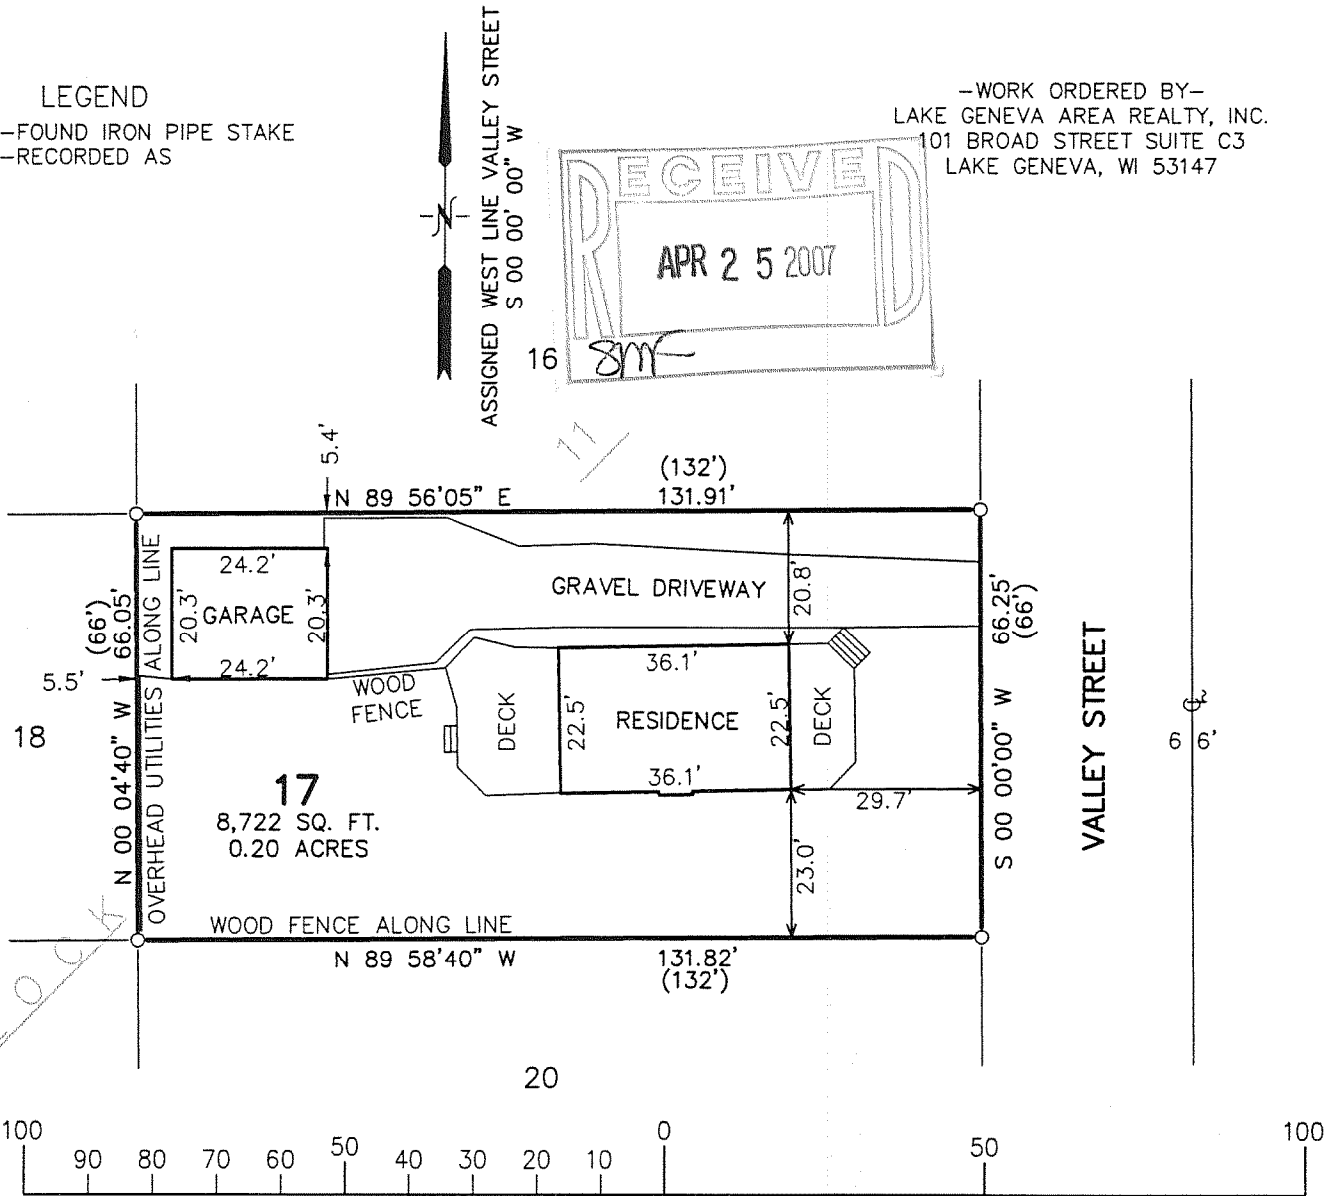 LEGEND
-FOUND IRON PIPE STAKE
-RECORDED AS
N
ASSIGNED WEST LINE VALLEY STREET
S 00 00' 00" W
-WORK ORDERED BY-
LAKE GENEVA AREA REALTY, INC.
101 BROAD STREET SUITE C3
LAKE GENEVA, WI 53147
RECEIVED
APR 25 2007
16
11
5.4'
(132')
N 89 56'05" E 131.91'
24.2'
GARAGE
20.3'
20.3'
24.2'
GRAVEL DRIVEWAY
20.8'
(66')
66.05'
N 00 04'40" W
OVERHEAD UTILITIES ALONG LINE
5.5'
WOOD
FENCE
DECK
36.1'
22.5'
RESIDENCE
22.5'
36.1'
DECK
29.7'
23.0'
66.25'
(66')
S 00 00'00" W
VALLEY STREET
66'
18
17
8,722 SQ. FT.
0.20 ACRES
WOOD FENCE ALONG LINE
N 89 58'40" W 131.82'
(132')
OCK
20
100 90 80 70 60 50 40 30 20 10 0 50 100